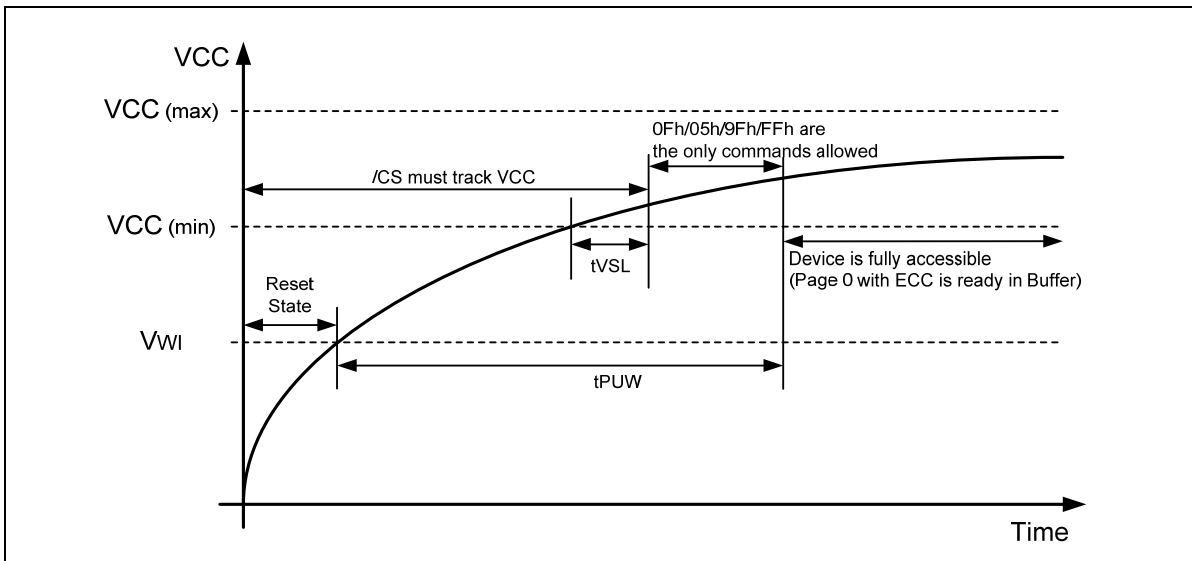 VCC
VCC (max)
0Fh/05h/9Fh/FFh are
the only commands allowed
/CS must track VCC
VCC (min)
tVSL
Device is fully accessible
(Page 0 with ECC is ready in Buffer)
Reset
State
VWI
tPUW
Time